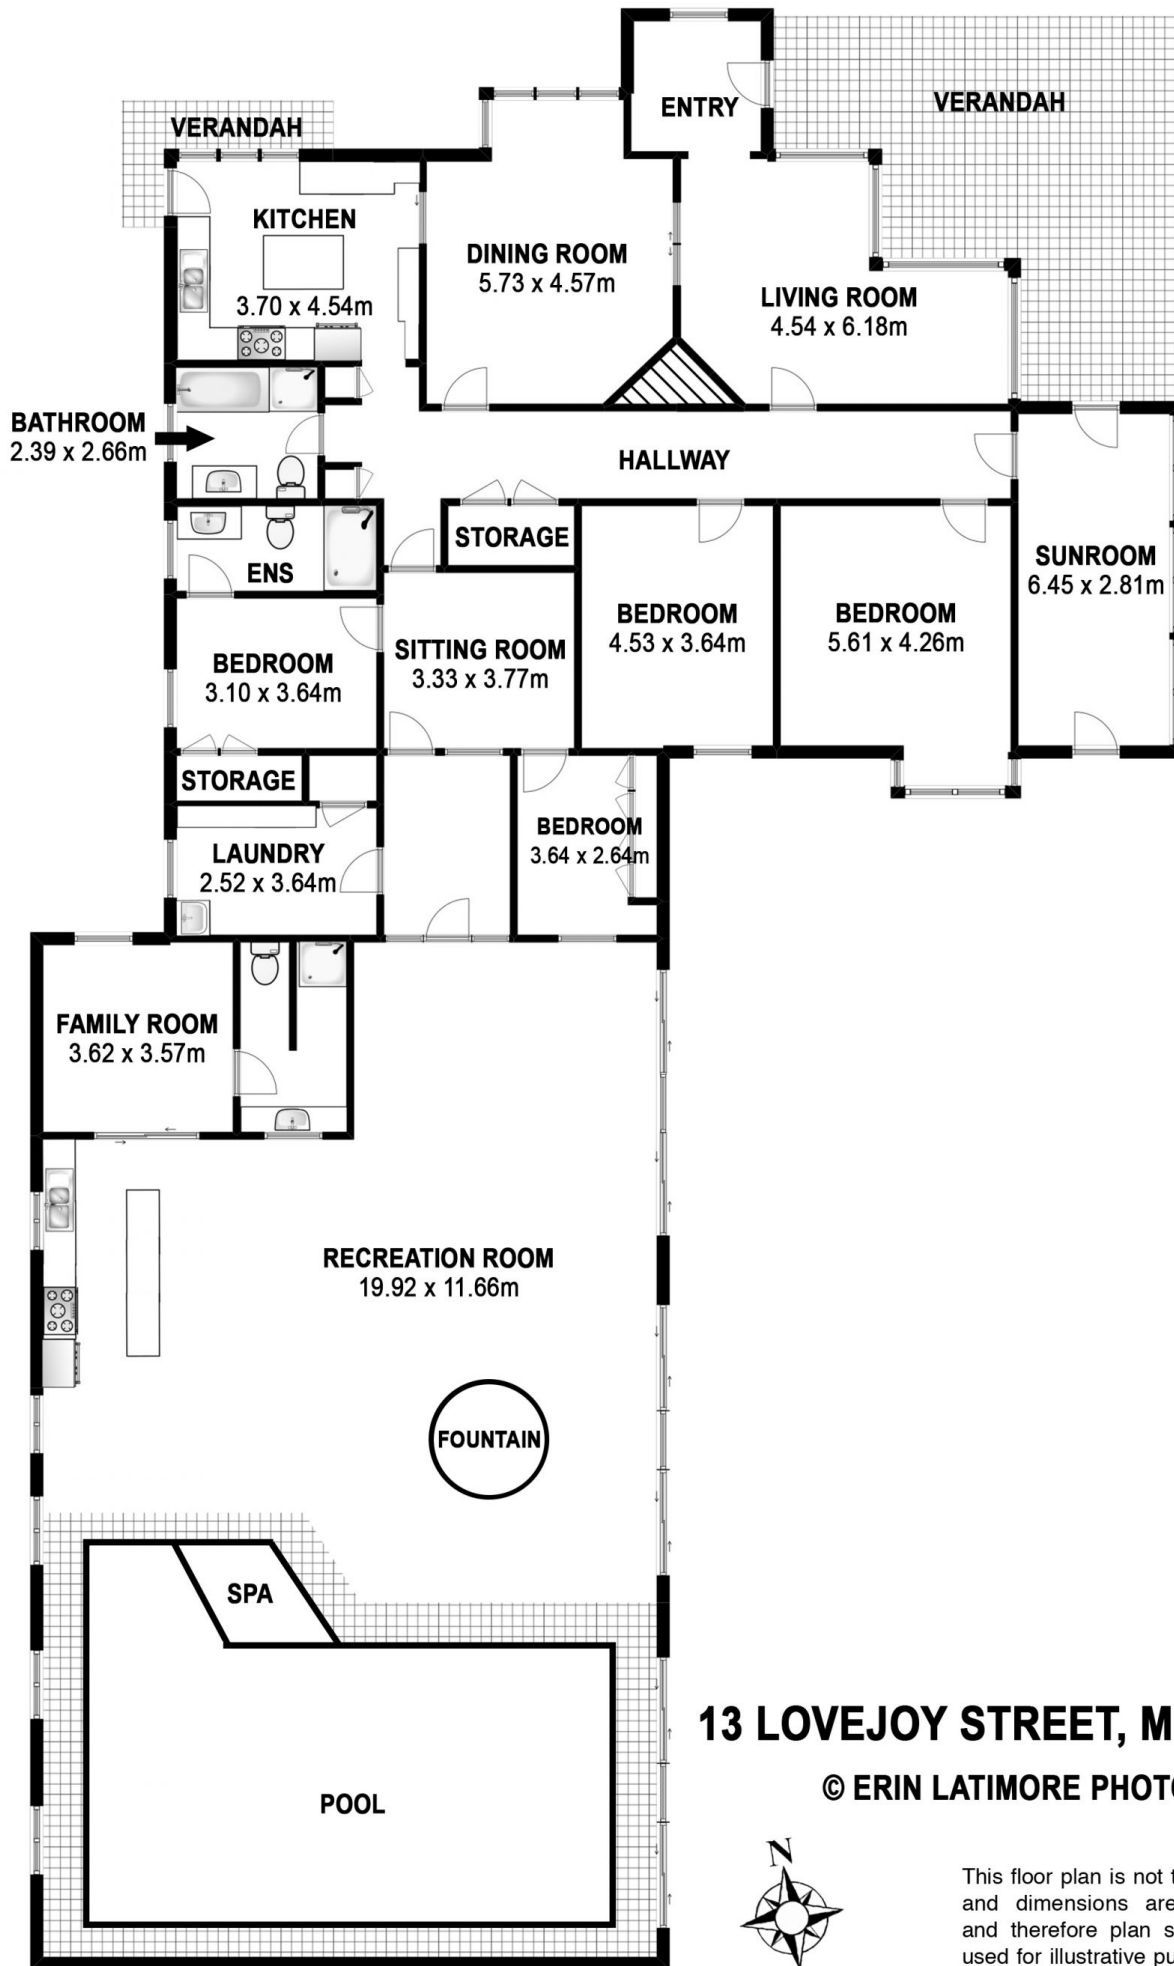 ENTRY
VERANDAH
VERANDAH
KITCHEN
3.70 x 4.54m
DINING ROOM
5.73 x 4.57m
LIVING ROOM
4.54 x 6.18m
BATHROOM
2.39 x 2.66m
HALLWAY
STORAGE
ENS
SUNROOM
6.45 x 2.81m
BEDROOM
4.53 x 3.64m
BEDROOM
5.61 x 4.26m
BEDROOM
3.10 x 3.64m
SITTING ROOM
3.33 x 3.77m
STORAGE
BEDROOM
3.64 x 2.64m
LAUNDRY
2.52 x 3.64m
FAMILY ROOM
3.62 x 3.57m
RECREATION ROOM
19.92 x 11.66m
FOUNTAIN
SPA
POOL
13 LOVEJOY STREET, M
© ERIN LATIMORE PHOT
N
This floor plan is not t
and dimensions are
and therefore plan s
used for illustrative pu